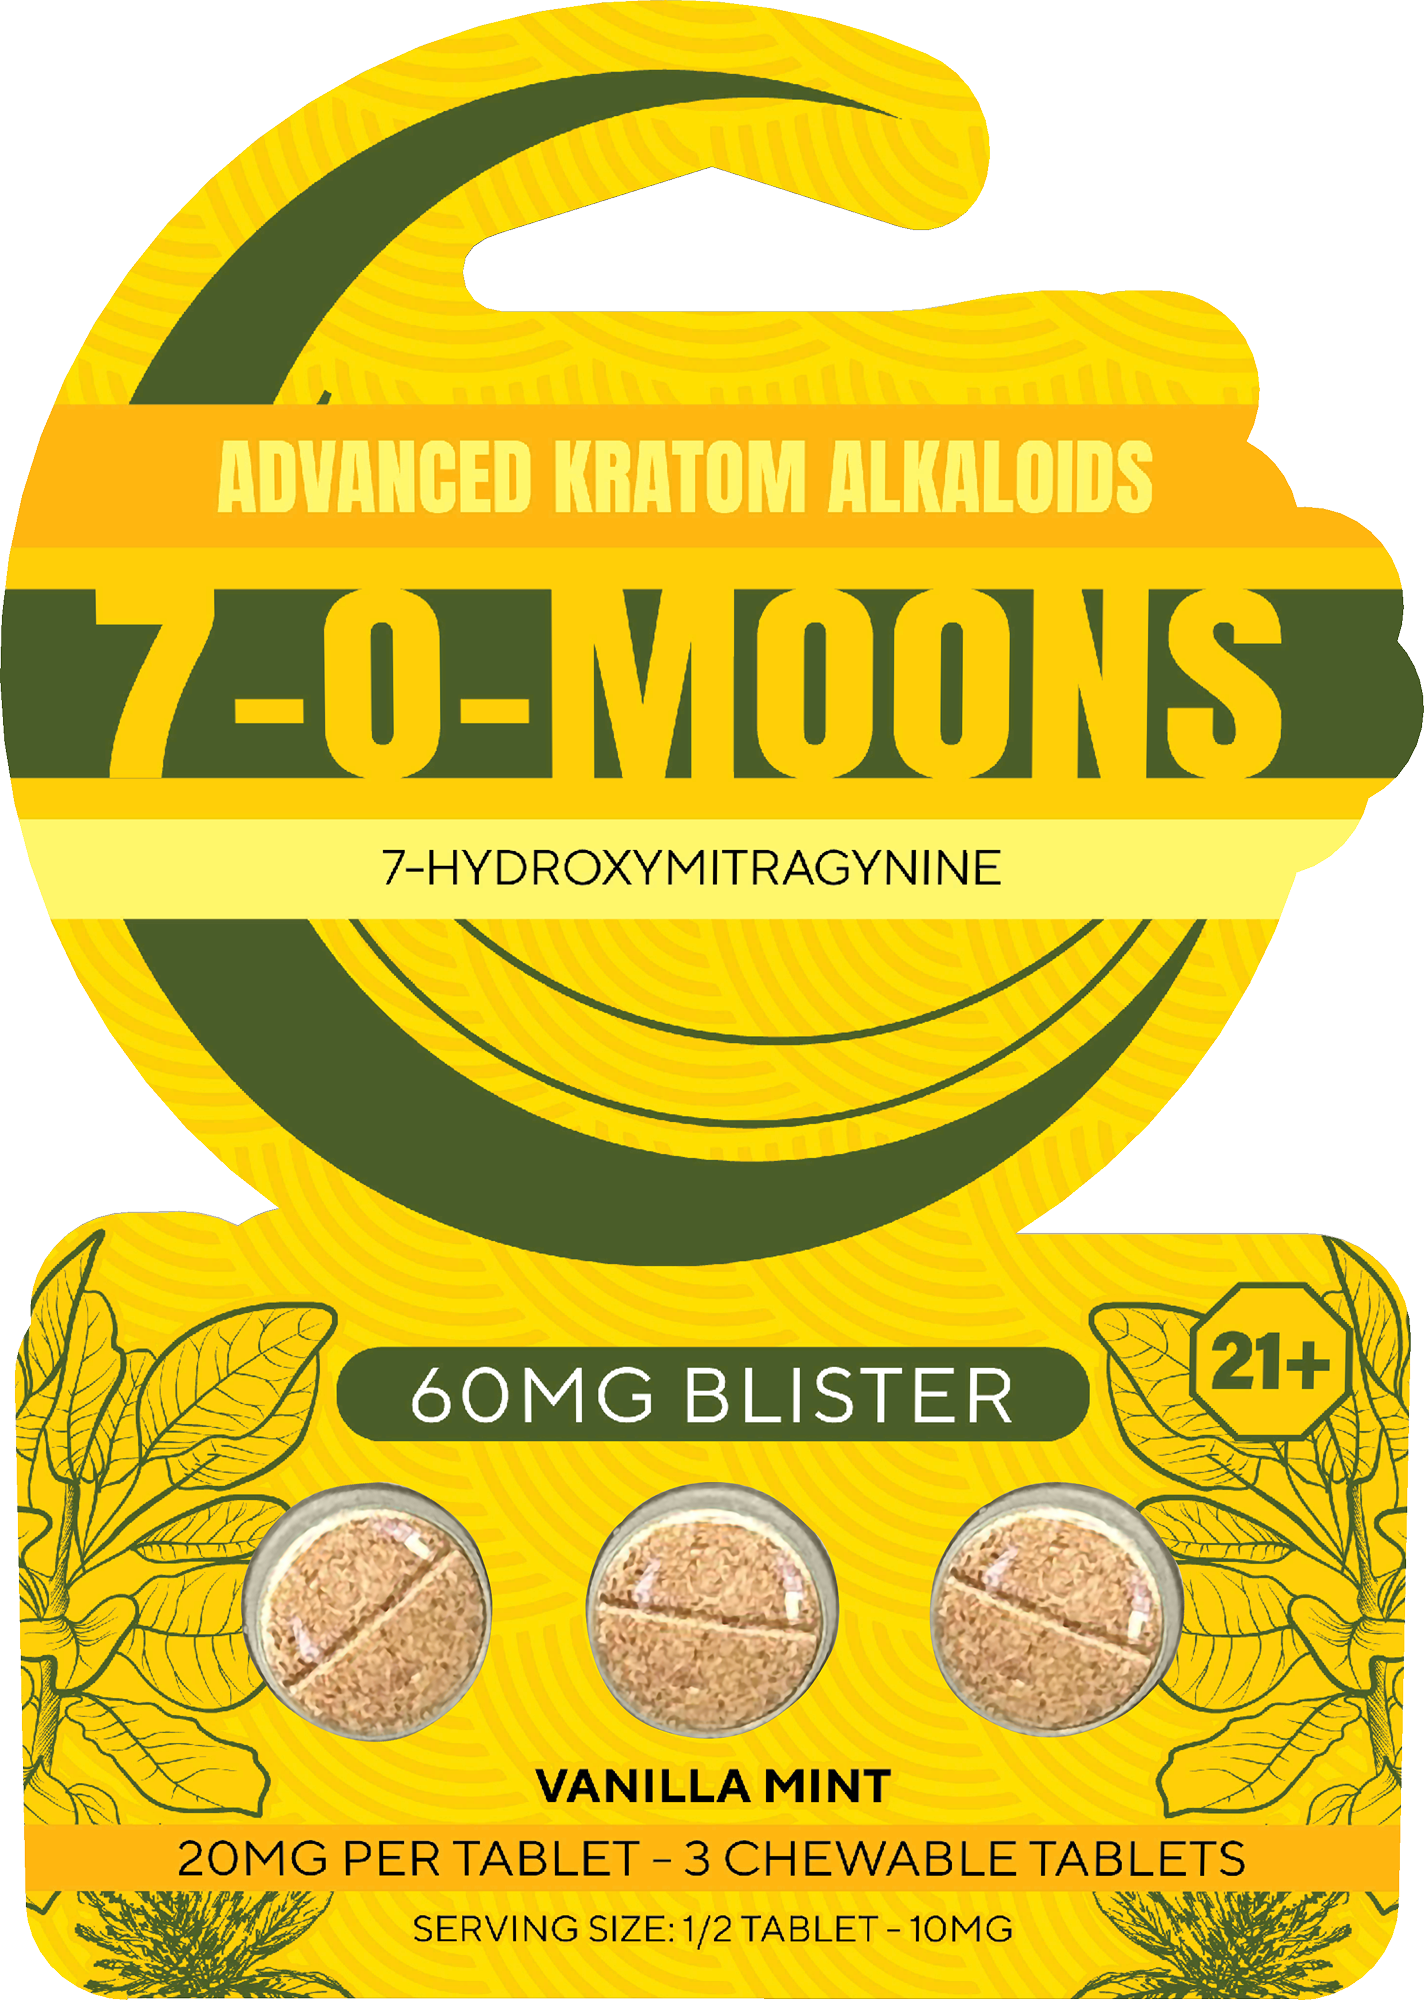 ADVANCED KRATOM ALKALOIDS
7-O-MOONS
7-HYDROXYMITRAGYNINE
60MG BLISTER
21+
VANILLA MINT
20MG PER TABLET - 3 CHEWABLE TABLETS
SERVING SIZE: 1/2 TABLET - 10MG